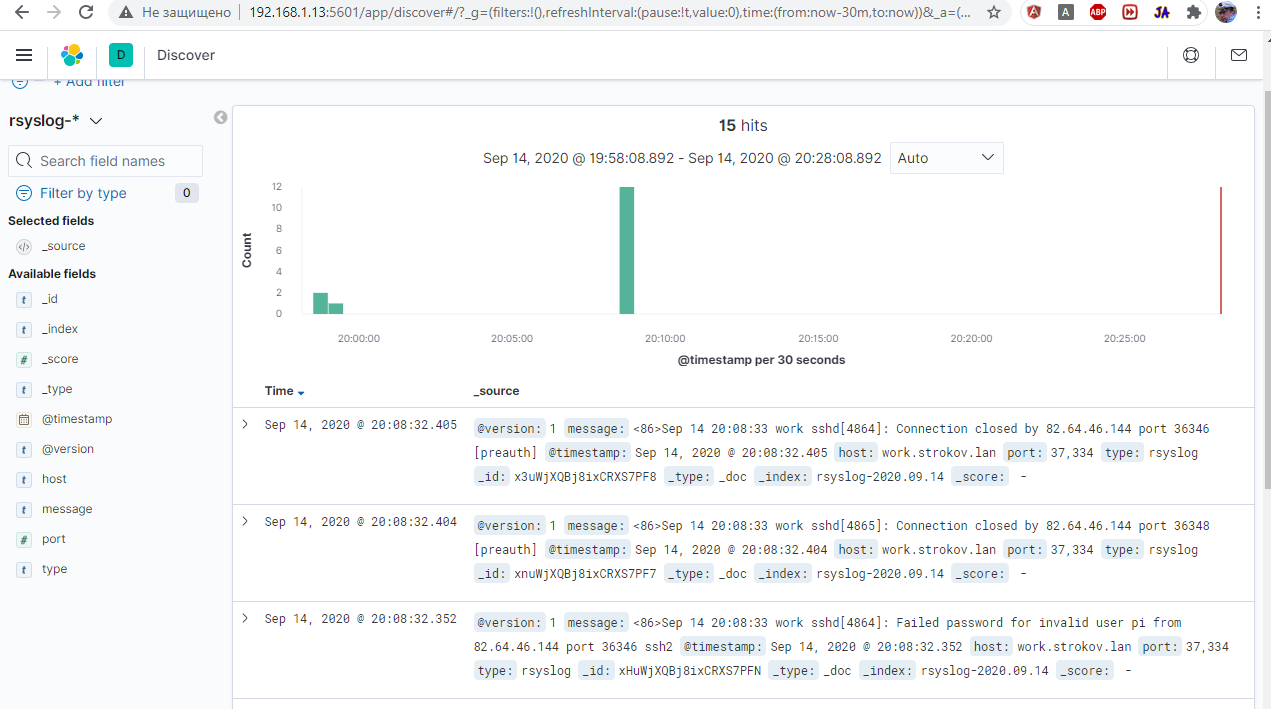 Не защищено 192.168.1.13:5601/app/discover#/?_g=(filters:!(),refreshInterval:(pause:!t,value:0),time:(from:now-30m,to:now))&_a=(...
A ABP JA
D Discover
+ Add filter
rsyslog-*
Search field names
Filter by type 0
Selected fields
</> _source
Available fields
t _id
t _index
# _score
t _type
@timestamp
t @version
t host
t message
# port
t type
15 hits
Sep 14, 2020 @ 19:58:08.892 - Sep 14, 2020 @ 20:28:08.892 Auto
Count
12
10
8
6
4
2
0
20:00:00 20:05:00 20:10:00 20:15:00 20:20:00 20:25:00
@timestamp per 30 seconds
Time _source
Sep 14, 2020 @ 20:08:32.405 @version: 1 message: <86>Sep 14 20:08:33 work sshd[4864]: Connection closed by 82.64.46.144 port 36346
[preauth] @timestamp: Sep 14, 2020 @ 20:08:32.405 host: work.strokov.lan port: 37,334 type: rsyslog
_id: x3uWjXQBj8ixCRXS7PF8 _type: _doc _index: rsyslog-2020.09.14 _score: -
Sep 14, 2020 @ 20:08:32.404 @version: 1 message: <86>Sep 14 20:08:33 work sshd[4865]: Connection closed by 82.64.46.144 port 36348
[preauth] @timestamp: Sep 14, 2020 @ 20:08:32.404 host: work.strokov.lan port: 37,334 type: rsyslog
_id: xnuWjXQBj8ixCRXS7PF7 _type: _doc _index: rsyslog-2020.09.14 _score: -
Sep 14, 2020 @ 20:08:32.352 @version: 1 message: <86>Sep 14 20:08:33 work sshd[4864]: Failed password for invalid user pi from
82.64.46.144 port 36346 ssh2 @timestamp: Sep 14, 2020 @ 20:08:32.352 host: work.strokov.lan port: 37,334
type: rsyslog _id: xHuWjXQBj8ixCRXS7PFN _type: _doc _index: rsyslog-2020.09.14 _score: -